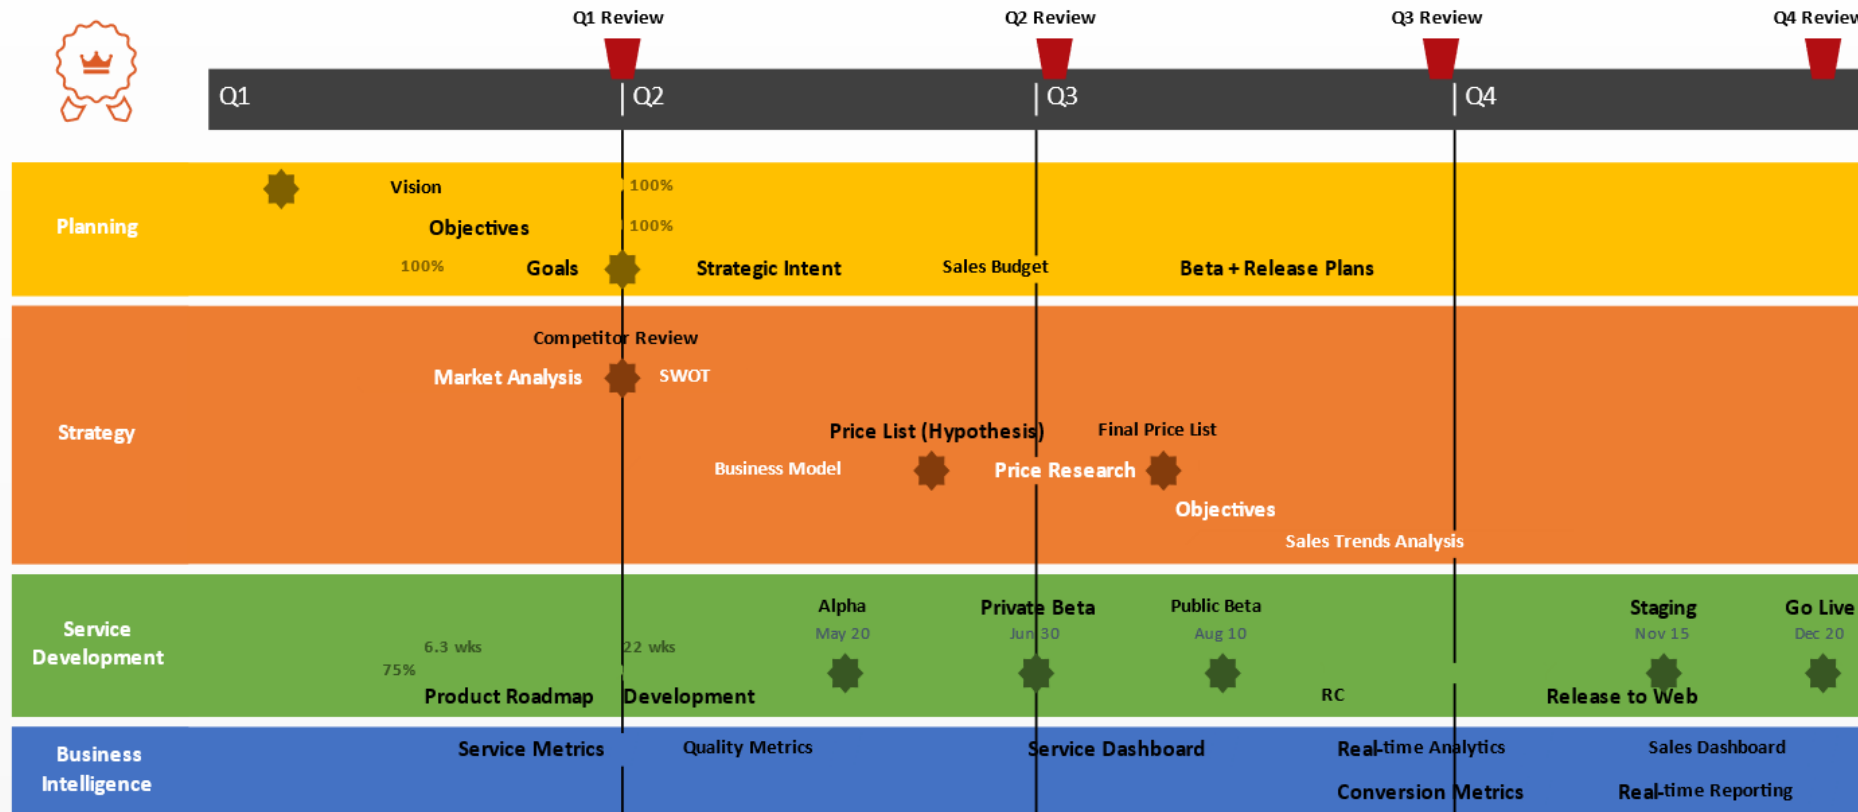 Q1 Review
Q2 Review
Q3 Review
Q4 Review
Q1
Q2
Q3
Q4
Planning
Vision
100%
Objectives
100%
100%
Goals
Strategic Intent
Sales Budget
Beta + Release Plans
Strategy
Competitor Review
Market Analysis
SWOT
Price List (Hypothesis)
Final Price List
Business Model
Price Research
Objectives
Sales Trends Analysis
Service
Development
Alpha
May 20
Private Beta
Jun 30
Public Beta
Aug 10
Staging
Nov 15
Go Live
Dec 20
6.3 wks
22 wks
75%
Product Roadmap
Development
RC
Release to Web
Business
Intelligence
Service Metrics
Quality Metrics
Service Dashboard
Real-time Analytics
Sales Dashboard
Conversion Metrics
Real-time Reporting